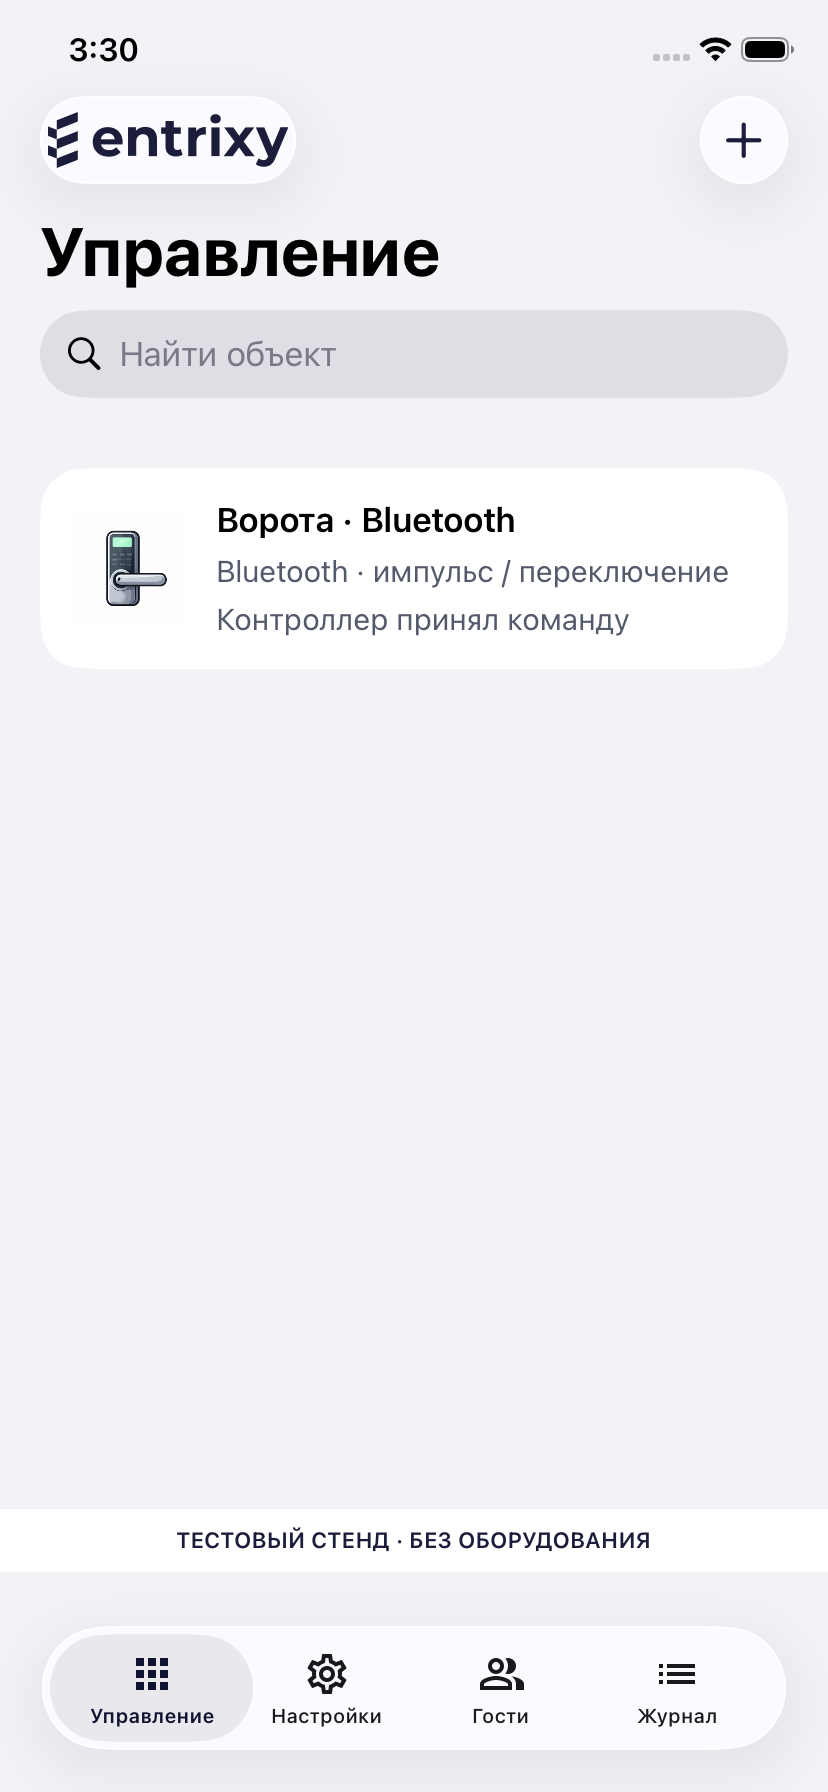 3:30
entrixy
Управление
Найти объект
Ворота · Bluetooth
Bluetooth · импульс / переключение
Контроллер принял команду
ТЕСТОВЫЙ СТЕНД · БЕЗ ОБОРУДОВАНИЯ
Управление
Настройки
Гости
Журнал